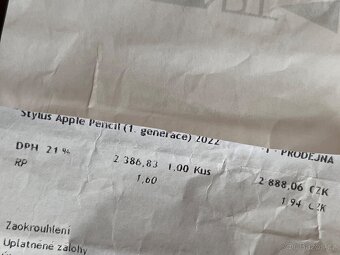 Stylus Apple Pencil (1. generace) 2022
PRODEJNA
DPH 21% 2 386,83 1,00 Kus 2 888,06 CZK
RP 1,60 1,94 CZK
Zaokrouhlení
Uplatněné zálohy